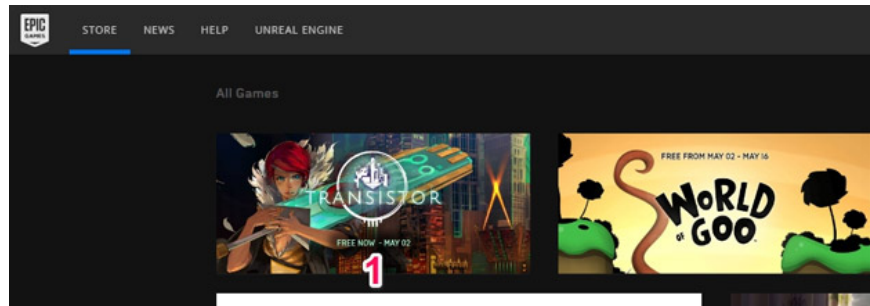 EPIC
GAMES
STORE NEWS HELP UNREAL ENGINE
All Games
TRANSISTOR
FREE NOW - MAY 02
1
FREE FROM MAY 02 - MAY 16
WORLD
OF GOO